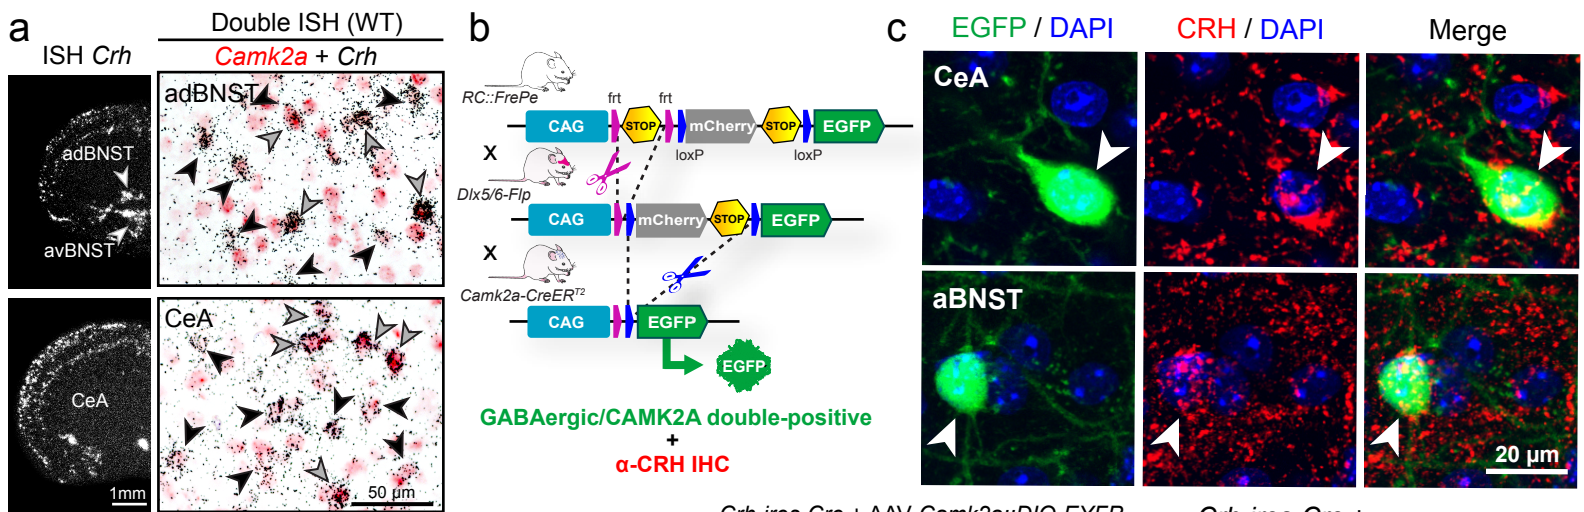 a
ISH Crh
Double ISH (WT)
Camk2a + Crh
adBNST
avBNST
adBNST
CeA
1mm
CeA
50 µm
b
RC::FrePe
frt
frt
CAG
STOP
mCherry
STOP
EGFP
loxP
loxP
x
Dlx5/6-Flp
CAG
mCherry
STOP
EGFP
x
Camk2a-CreERT2
CAG
EGFP
EGFP
GABAergic/CAMK2A double-positive
+
α-CRH IHC
c
EGFP / DAPI
CRH / DAPI
Merge
CeA
aBNST
20 µm